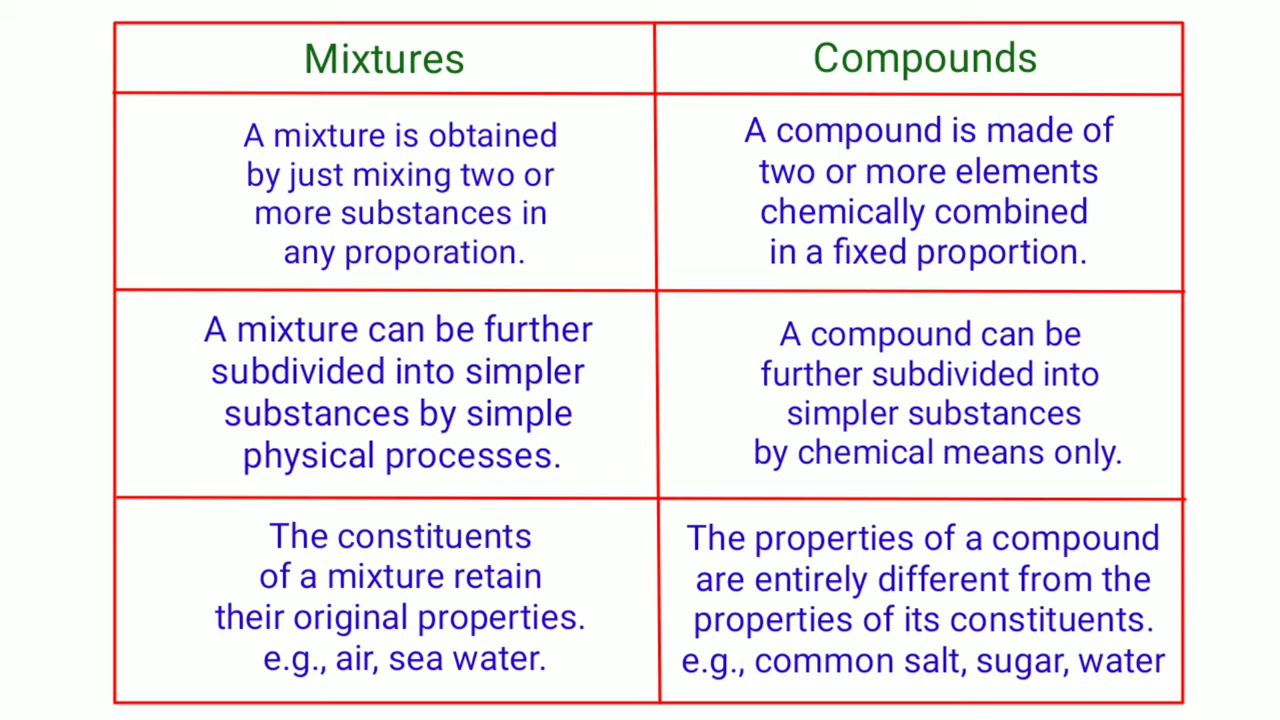 Mixtures
Compounds
A mixture is obtained
by just mixing two or
more substances in
any proporation.
A compound is made of
two or more elements
chemically combined
in a fixed proportion.
A mixture can be further
subdivided into simpler
substances by simple
physical processes.
A compound can be
further subdivided into
simpler substances
by chemical means only.
The constituents
of a mixture retain
their original properties.
e.g., air, sea water.
The properties of a compound
are entirely different from the
properties of its constituents.
e.g., common salt, sugar, water